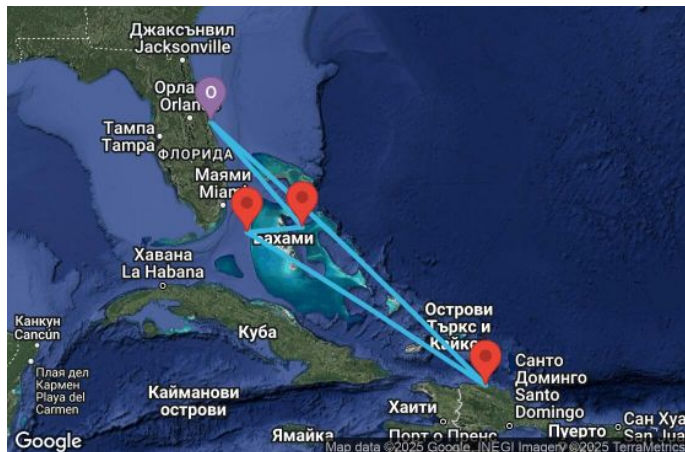 Джаксънвил
Jacksonville
Орла
Orlan
O
Тампа
Tampa
ФЛОРИДА
Маями
Miami
Бахами
Хавана
La Habana
Канкун
Cancún
Куба
Острови
Търкс и
Кайкос
Плая дел
Кармен
Playa del
Carmen
Кайманови
острови
Санто
Доминго
Santo
Domingo
Хаити
Порт о Пренс
Ямайка
Пуерто
Сан Хуа
San Jua
Google
Map data ©2025 Google, INEGI Imagery ©2025 TerraMetrics